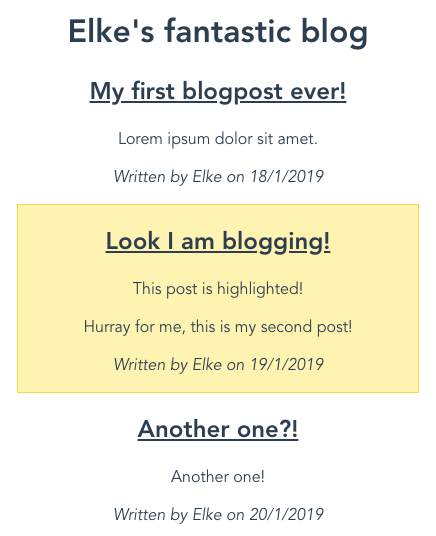 Elke's fantastic blog
My first blogpost ever!
Lorem ipsum dolor sit amet.
Written by Elke on 18/1/2019
Look I am blogging!
This post is highlighted!
Hurray for me, this is my second post!
Written by Elke on 19/1/2019
Another one?!
Another one!
Written by Elke on 20/1/2019